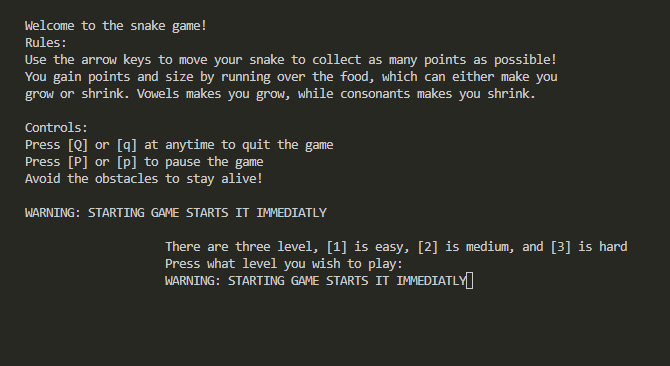 Welcome to the snake game!
Rules:
Use the arrow keys to move your snake to collect as many points as possible!
You gain points and size by running over the food, which can either make you
grow or shrink. Vowels makes you grow, while consonants makes you shrink.
Controls:
Press [Q] or [q] at anytime to quit the game
Press [P] or [p] to pause the game
Avoid the obstacles to stay alive!
WARNING: STARTING GAME STARTS IT IMMEDIATLY
There are three level, [1] is easy, [2] is medium, and [3] is hard
Press what level you wish to play:
WARNING: STARTING GAME STARTS IT IMMEDIATLY